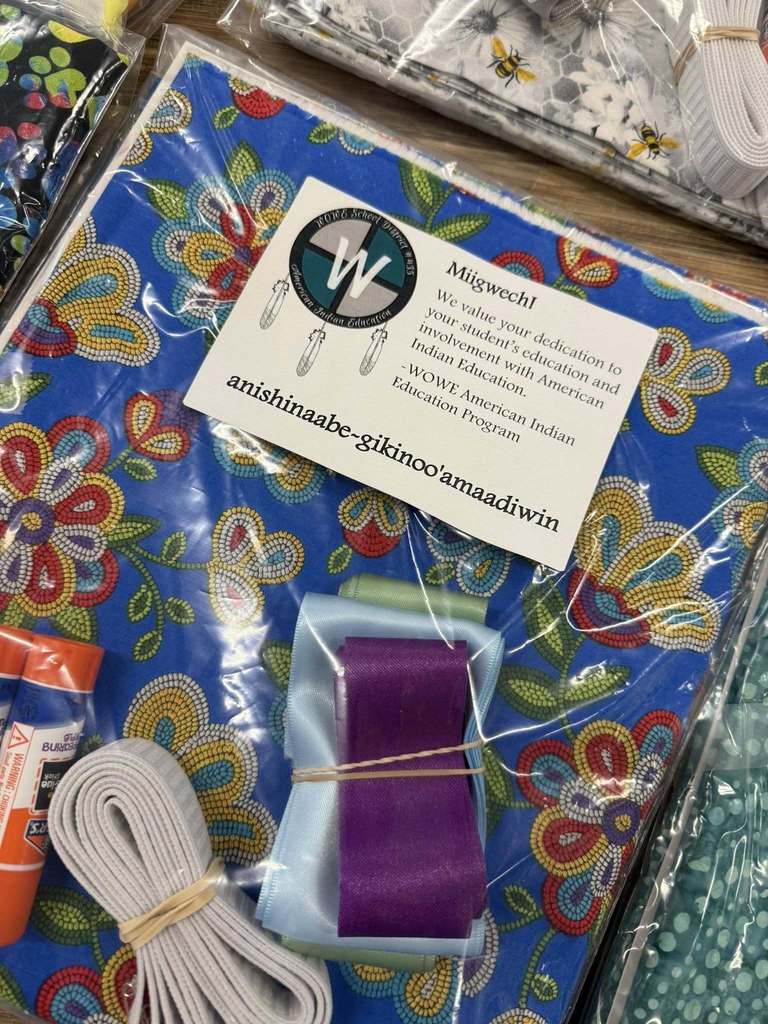 WOWE School District #435
W
American Indian Education
Miigwech!
We value your dedication to
your student's education and
involvement with American
Indian Education.
-WOWE American Indian
Education Program
anishinaabe-gikinoo'amaadiwin
WARNING: